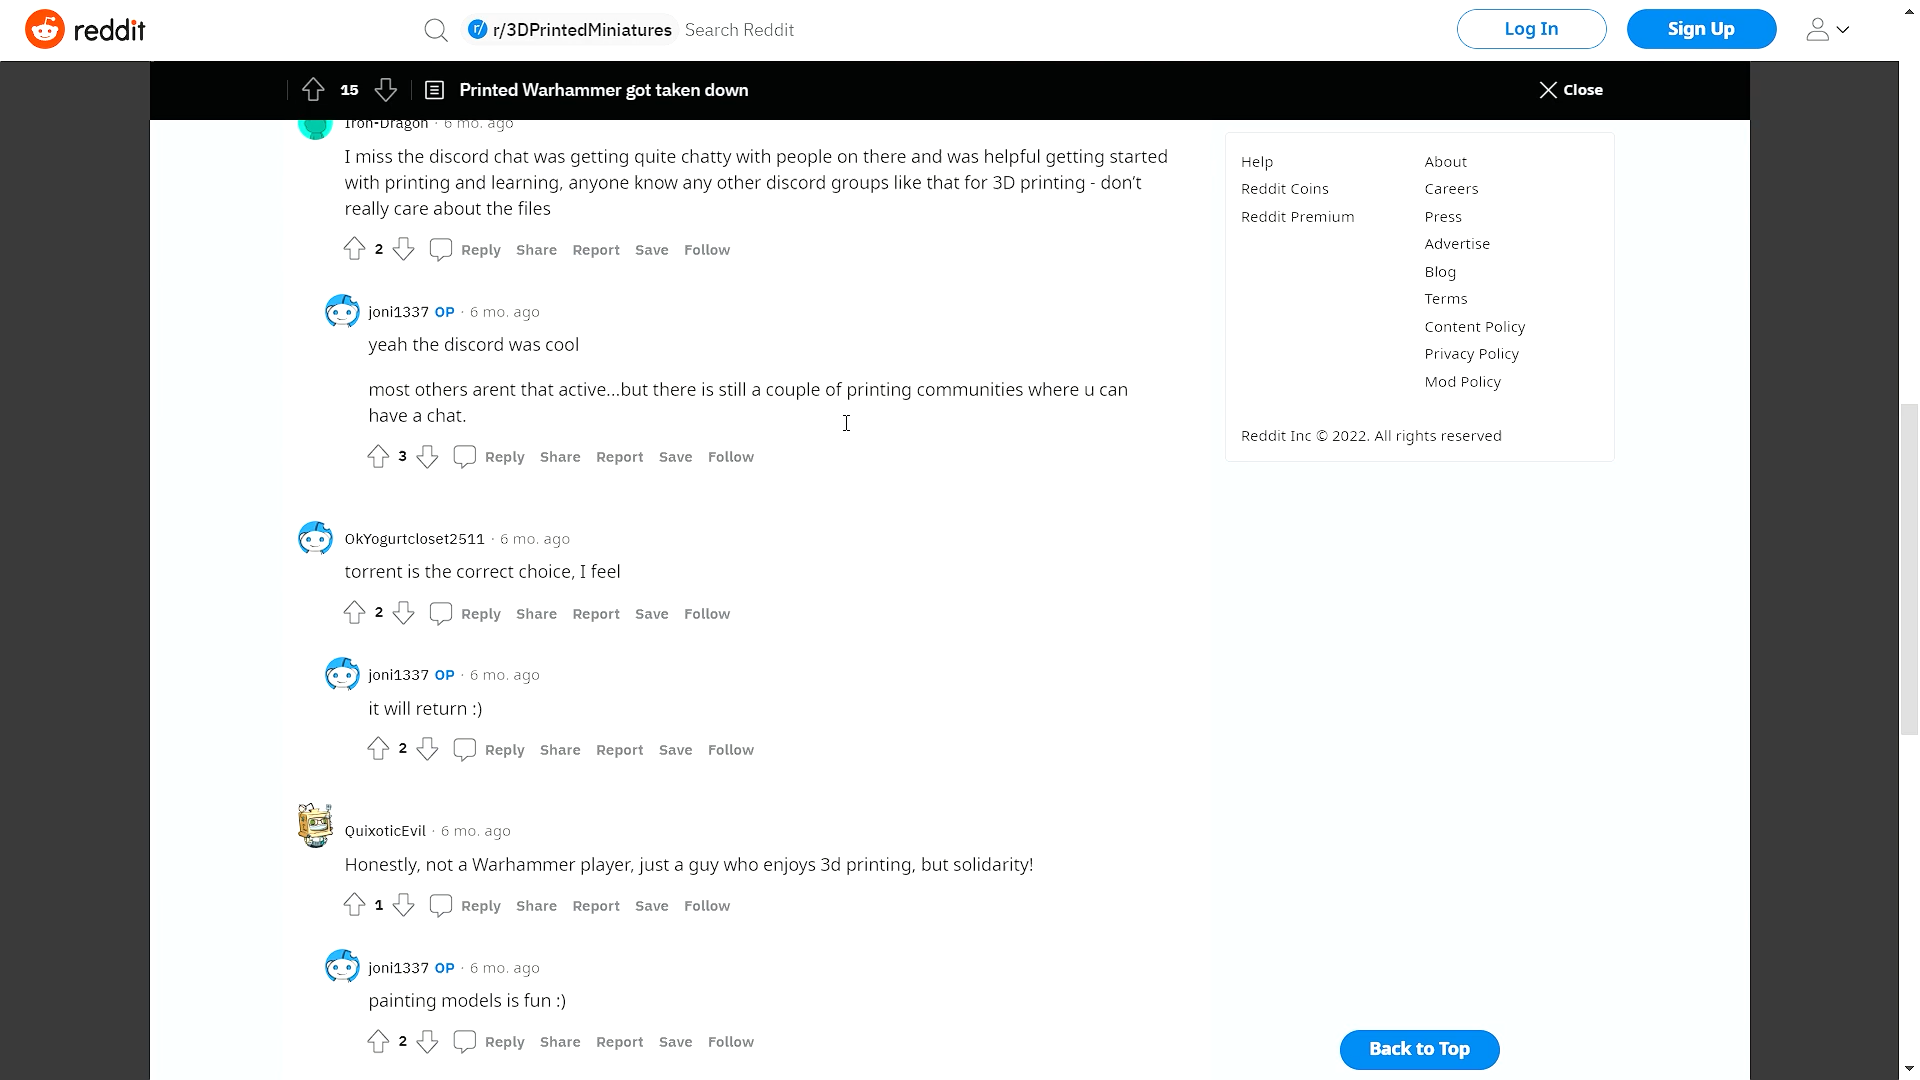 reddit
r/ r/3DPrintedMiniatures Search Reddit
Log In
Sign Up
15 Printed Warhammer got taken down
Close
Iron-Dragon · 6 mo. ago
I miss the discord chat was getting quite chatty with people on there and was helpful getting started
with printing and learning, anyone know any other discord groups like that for 3D printing - don't
really care about the files
2 Reply Share Report Save Follow
joni1337 OP · 6 mo. ago
yeah the discord was cool
most others arent that active...but there is still a couple of printing communities where u can
have a chat.
3 Reply Share Report Save Follow
OkYogurtcloset2511 · 6 mo. ago
torrent is the correct choice, I feel
2 Reply Share Report Save Follow
joni1337 OP · 6 mo. ago
it will return :)
2 Reply Share Report Save Follow
QuixoticEvil · 6 mo. ago
Honestly, not a Warhammer player, just a guy who enjoys 3d printing, but solidarity!
1 Reply Share Report Save Follow
joni1337 OP · 6 mo. ago
painting models is fun :)
2 Reply Share Report Save Follow
Help
Reddit Coins
Reddit Premium
About
Careers
Press
Advertise
Blog
Terms
Content Policy
Privacy Policy
Mod Policy
Reddit Inc © 2022. All rights reserved
Back to Top